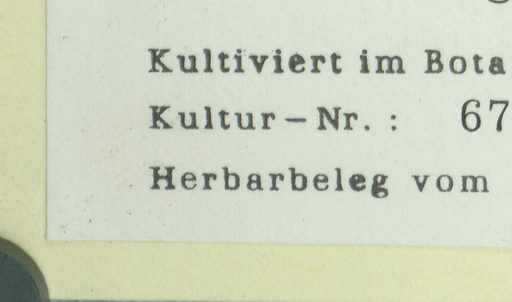 Kultiviert im Bota
Kultur – Nr. : 67
Herbarbeleg vom